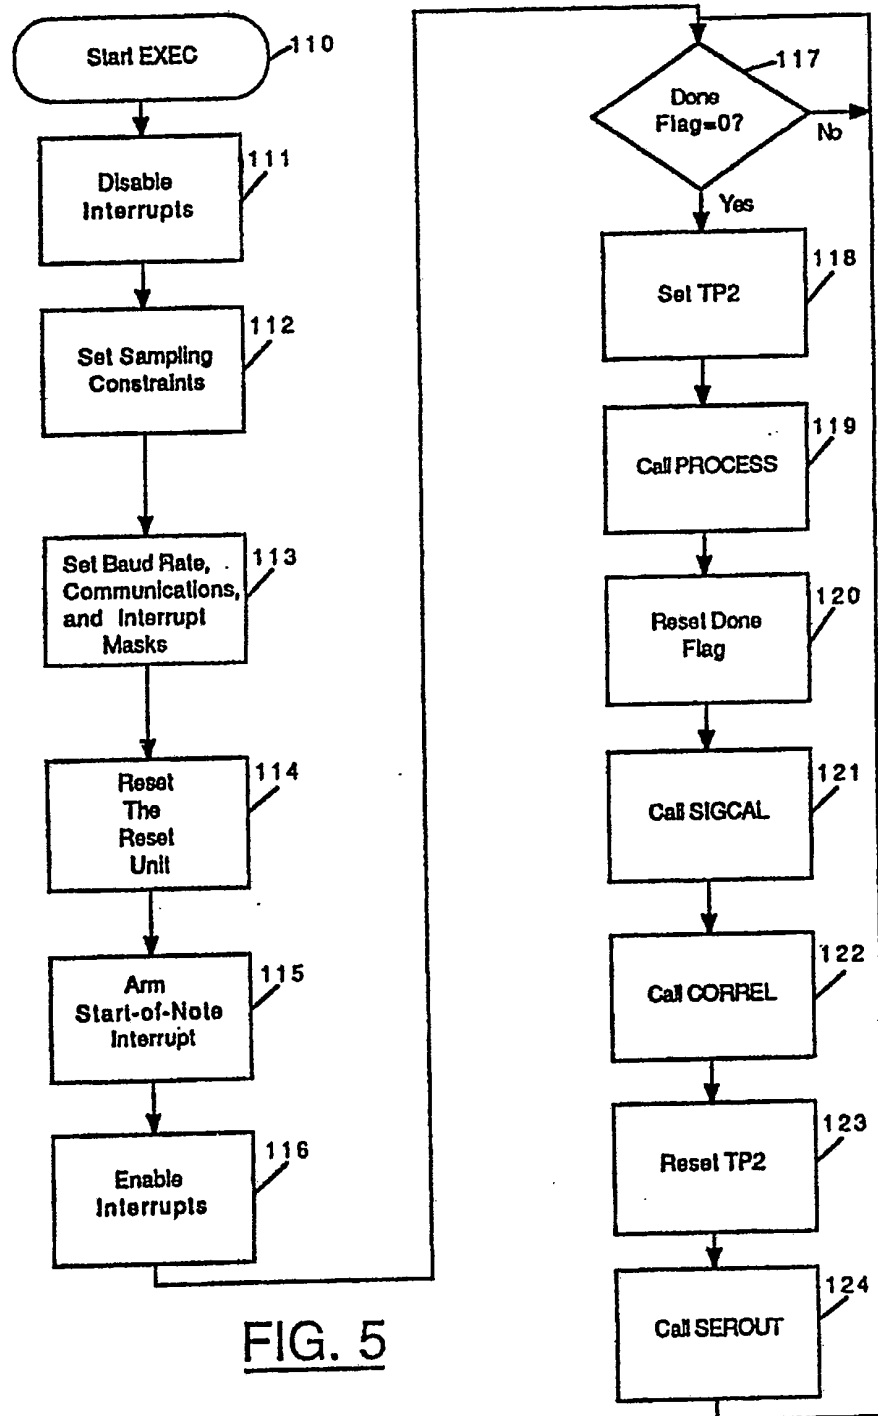 Start EXEC
110
Disable
Interrupts
111
Set Sampling
Constraints
112
Set Baud Rate,
Communications,
and Interrupt
Masks
113
Reset
The
Reset
Unit
114
Arm
Start-of-Note
Interrupt
115
Enable
Interrupts
116
Done
Flag=0?
117
No
Yes
Set TP2
118
Call PROCESS
119
Reset Done
Flag
120
Call SIGCAL
121
Call CORREL
122
Reset TP2
123
Call SEROUT
124
FIG. 5